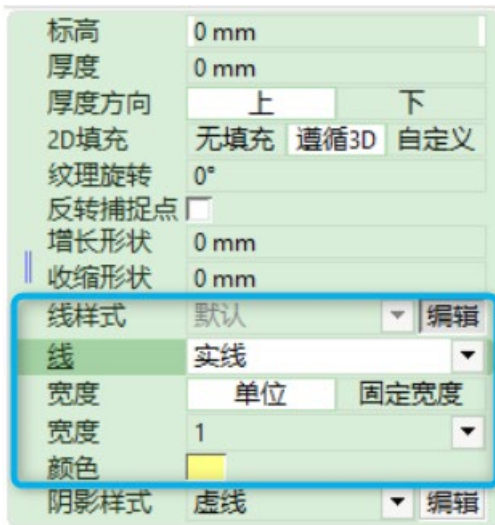 标高 0 mm
厚度 0 mm
厚度方向 上 下
2D填充 无填充 遵循3D 自定义
纹理旋转 0°
反转捕捉点
增长形状 0 mm
收缩形状 0 mm
线样式 默认 编辑
线 实线
宽度 单位 固定宽度
宽度 1
颜色
阴影样式 虚线 编辑